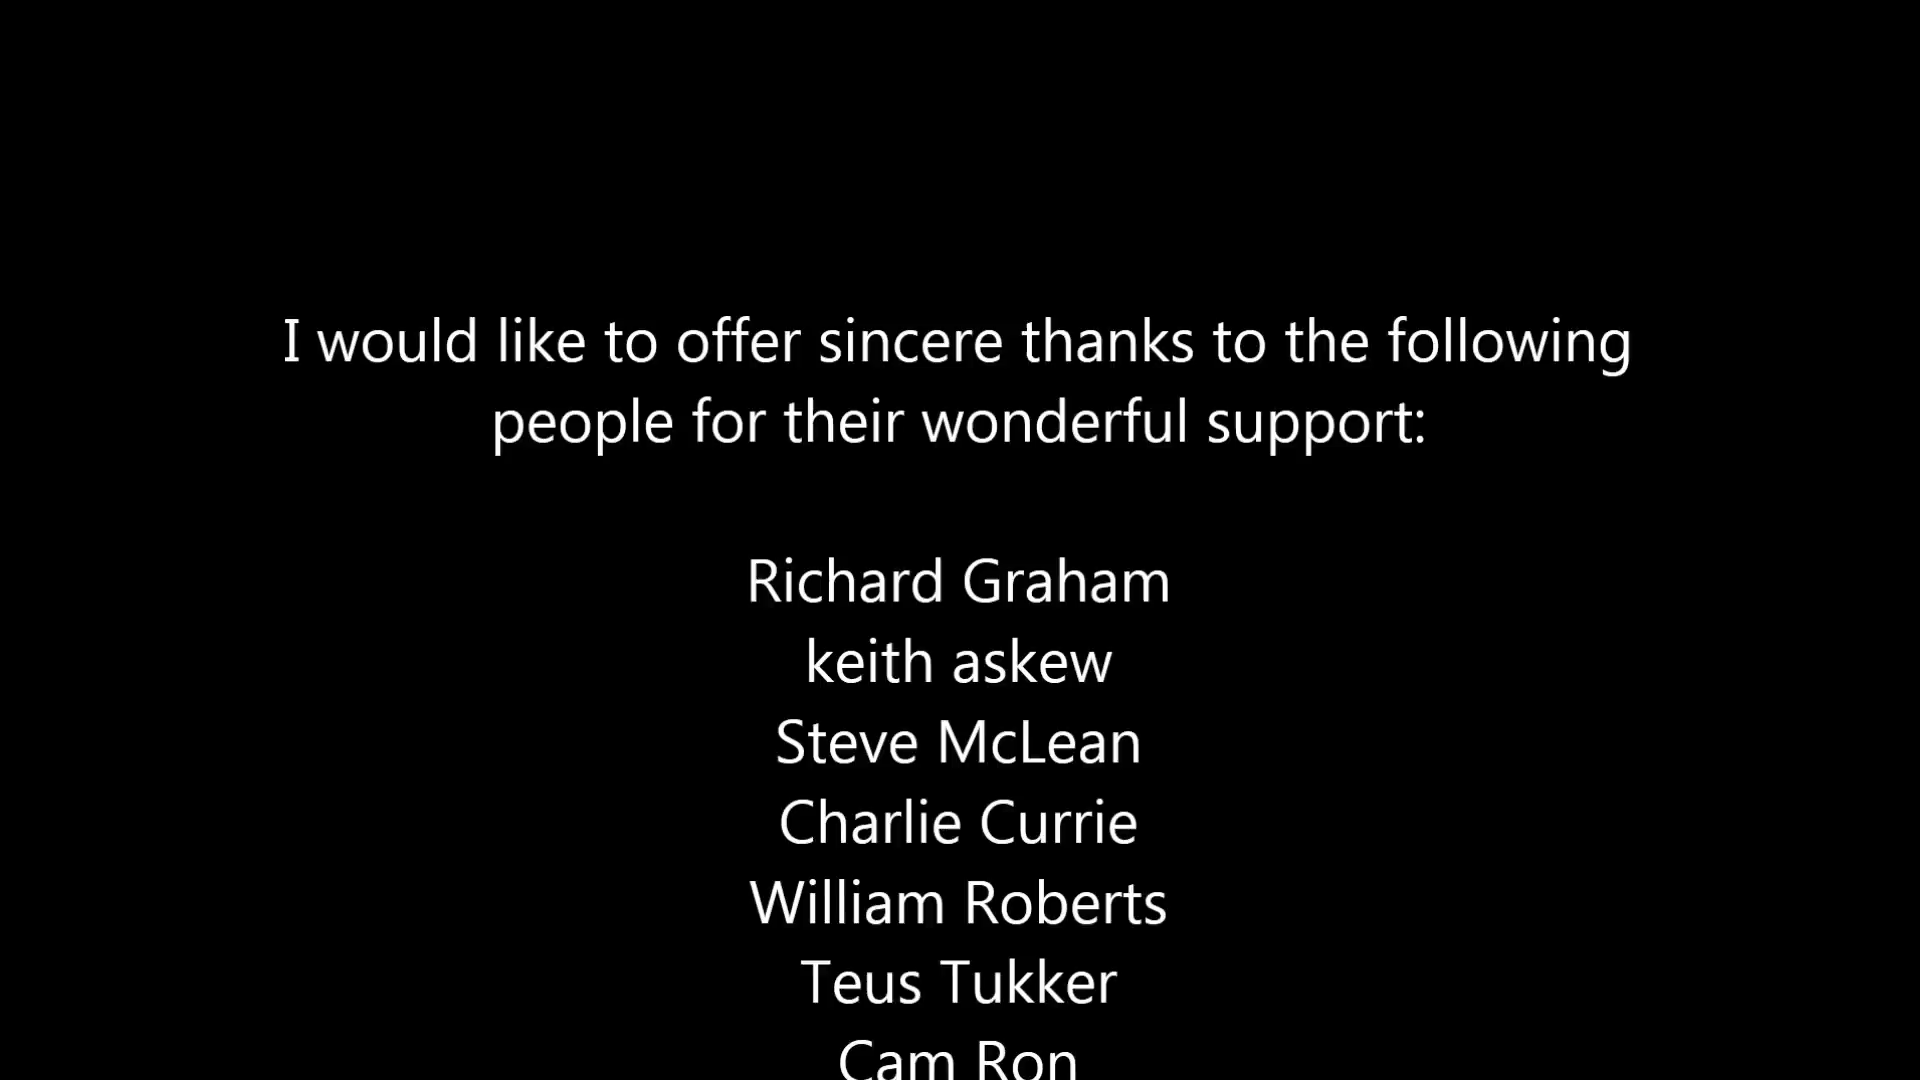 I would like to offer sincere thanks to the following
people for their wonderful support:
Richard Graham
keith askew
Steve McLean
Charlie Currie
William Roberts
Teus Tukker
Cam Ron